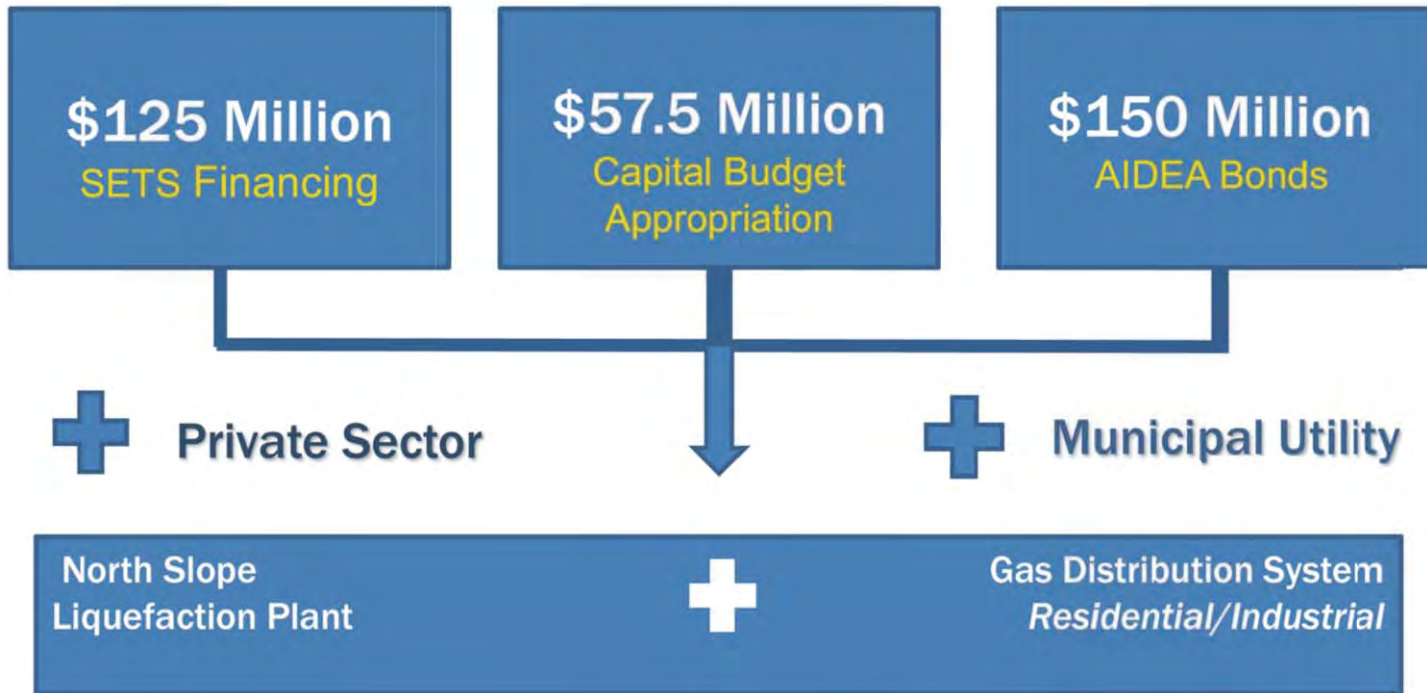 $125 Million
SETS Financing
$57.5 Million
Capital Budget
Appropriation
$150 Million
AIDEA Bonds
Private Sector
Municipal Utility
North Slope
Liquefaction Plant
Gas Distribution System
Residential/Industrial